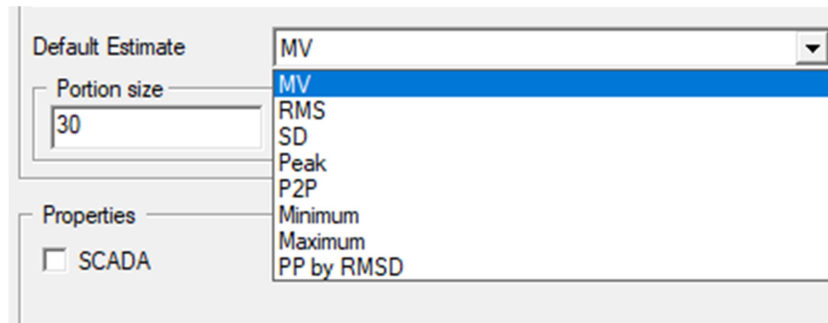 Default Estimate MV
MV
Portion size
30
RMS
SD
Peak
P2P
Minimum
Maximum
PP by RMSD
Properties
SCADA